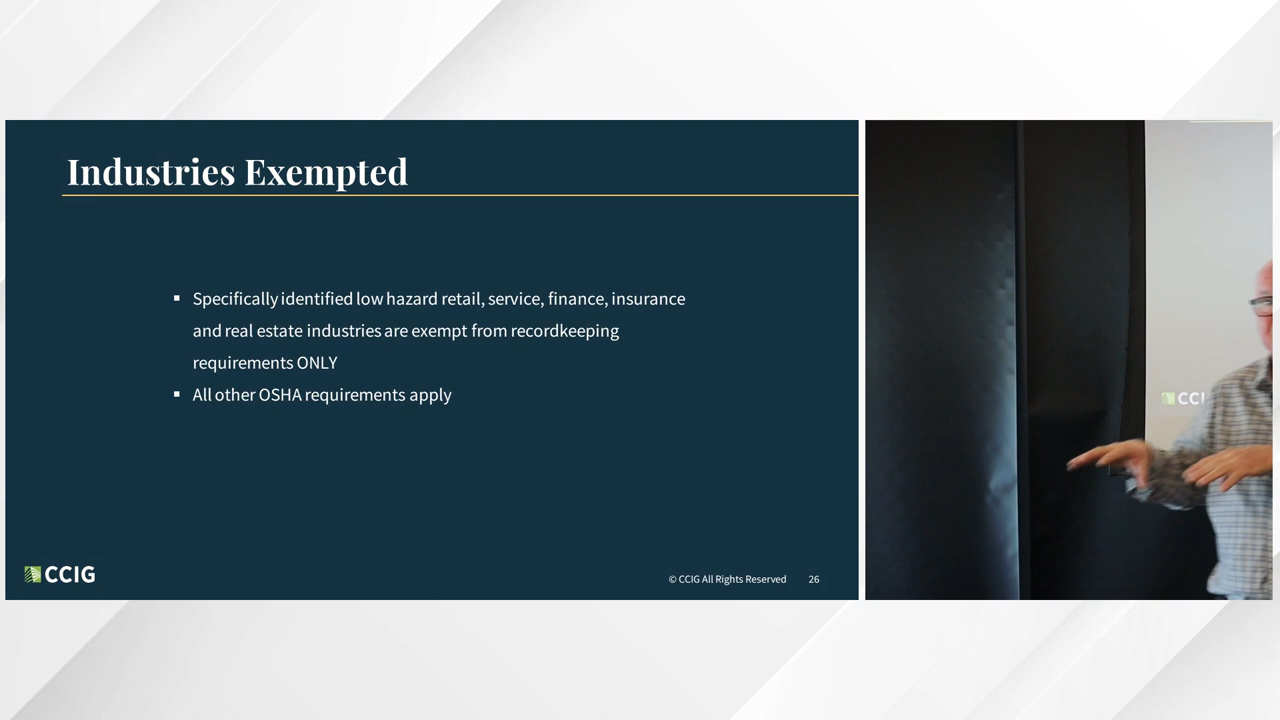 Industries Exempted
▪ Specifically identified low hazard retail, service, finance, insurance
and real estate industries are exempt from recordkeeping
requirements ONLY
▪ All other OSHA requirements apply
CCIG
© CCIG All Rights Reserved 26